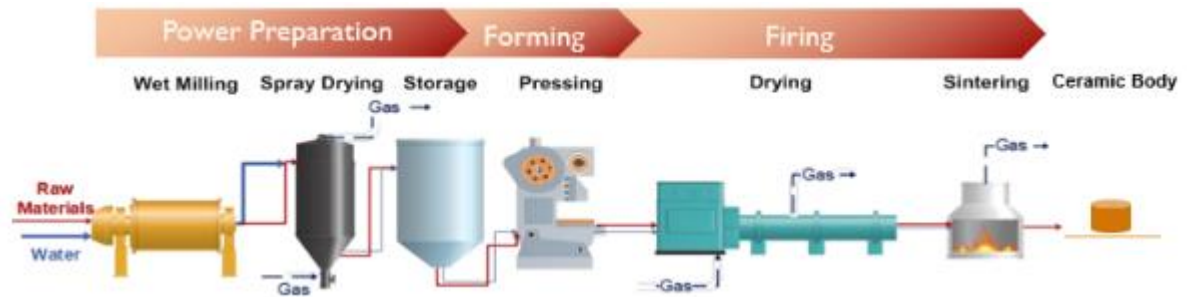 Power Preparation Forming Firing
Wet Milling Spray Drying Storage Pressing Drying Sintering Ceramic Body
Gas
Gas
Gas
Raw
Materials
Water
Gas
Gas